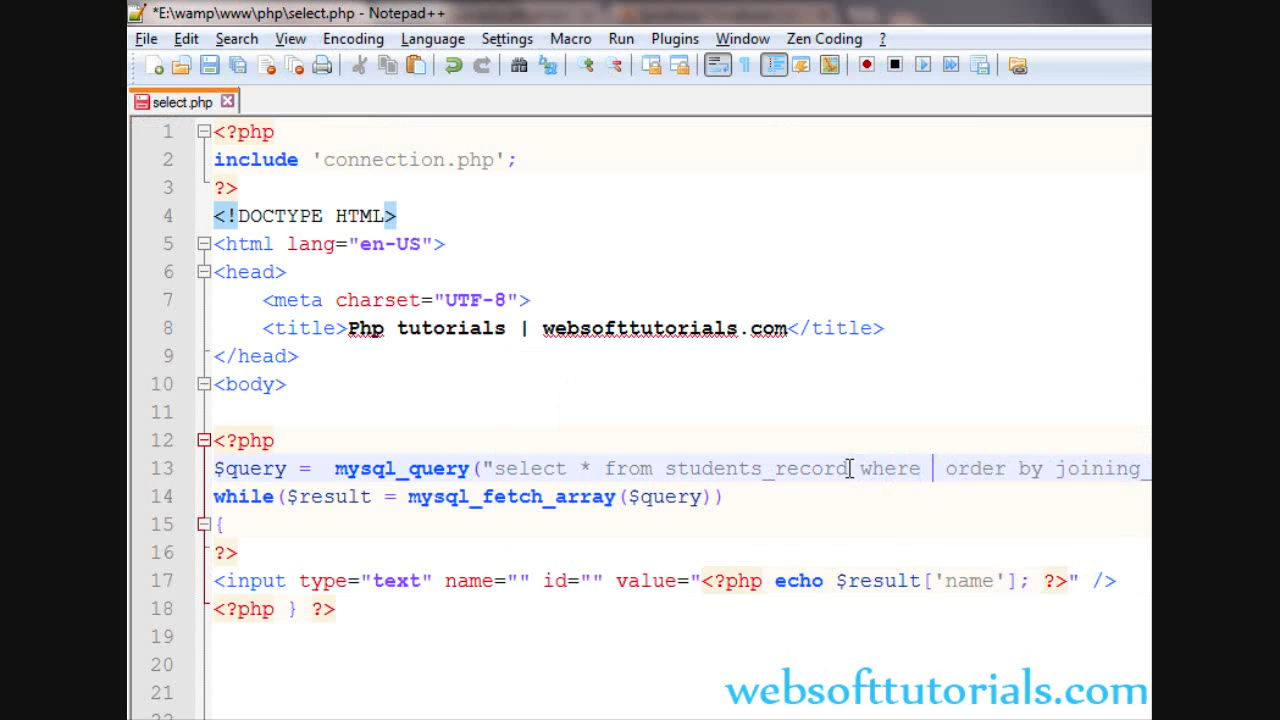 *E:\wamp\www\php\select.php - Notepad++
File Edit Search View Encoding Language Settings Macro Run Plugins Window Zen Coding ?
select.php
1 <?php
2 include 'connection.php';
3 ?>
4 <!DOCTYPE HTML>
5 <html lang="en-US">
6 <head>
7 <meta charset="UTF-8">
8 <title>Php tutorials | websofttutorials.com</title>
9 </head>
10 <body>
11
12 <?php
13 $query = mysql_query("select * from students_record where order by joining_
14 while($result = mysql_fetch_array($query))
15 {
16 ?>
17 <input type="text" name="" id="" value="<?php echo $result['name']; ?>" />
18 <?php } ?>
19
20
21
websofttutorials.com